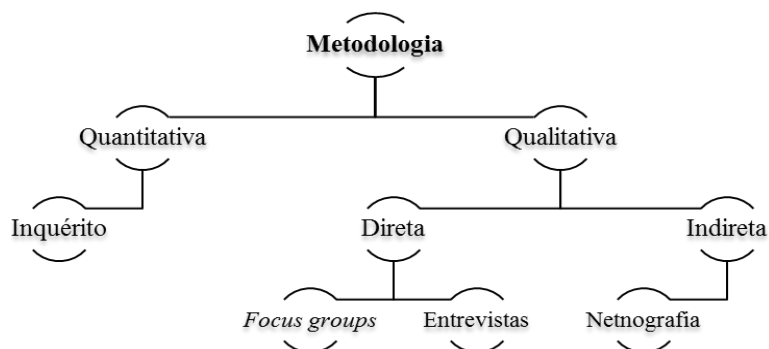 Metodologia
Quantitativa
Qualitativa
Inquérito
Direta
Indireta
Focus groups
Entrevistas
Netnografia